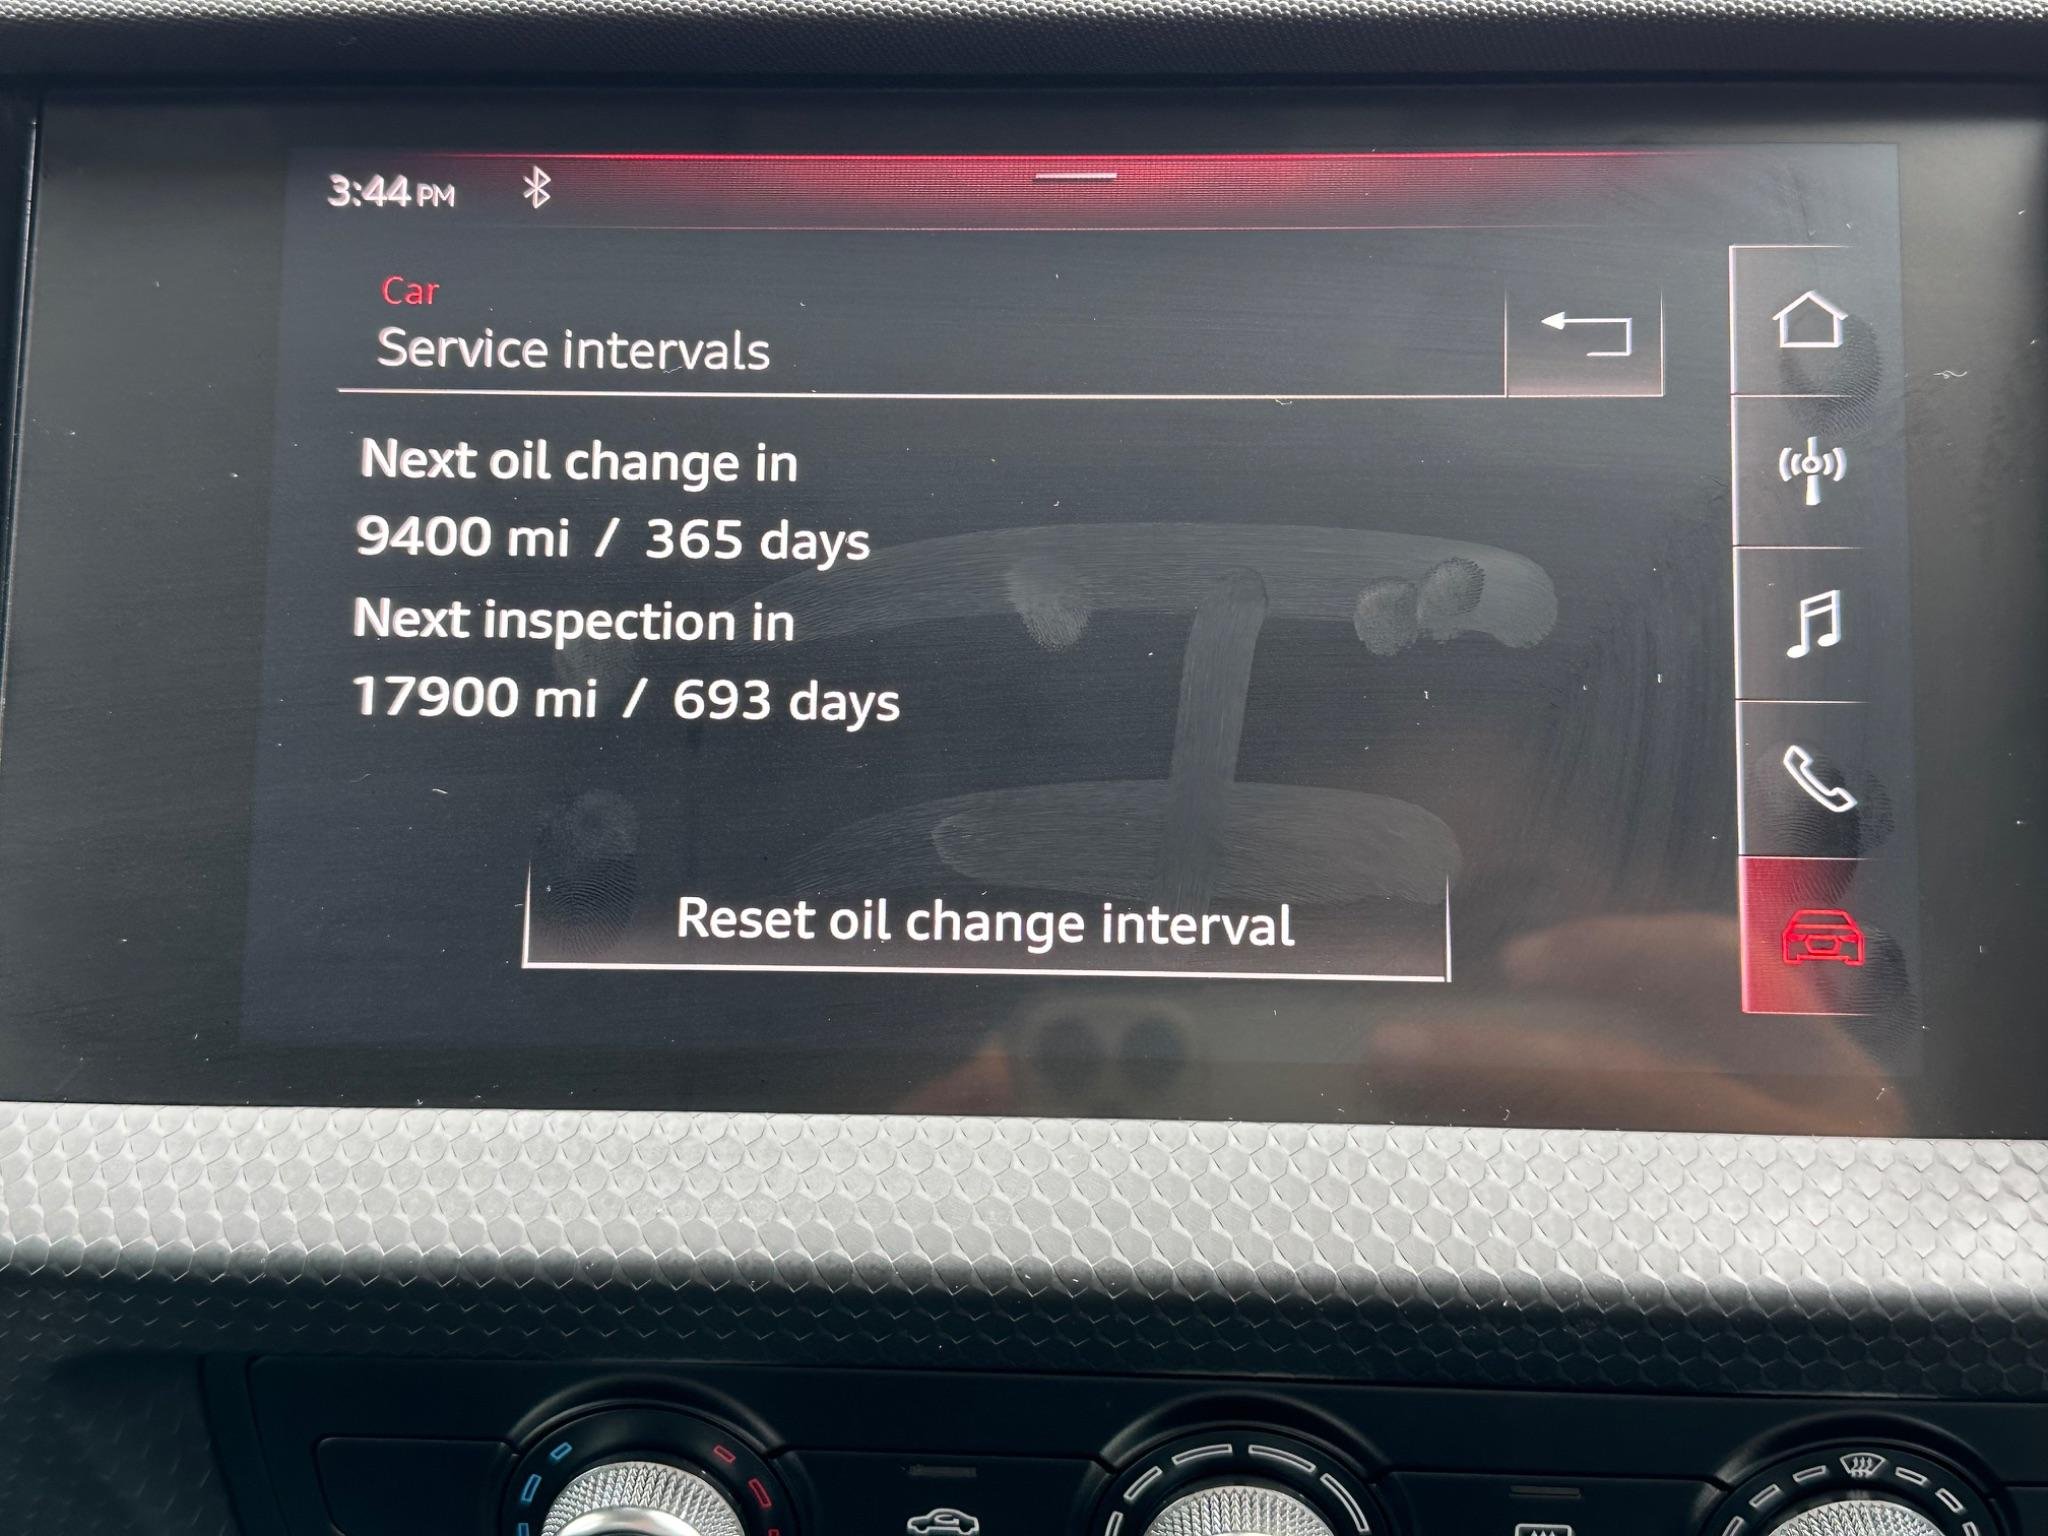 3:44 PM
Car
Service intervals
Next oil change in
9400 mi / 365 days
Next inspection in
17900 mi / 693 days
Reset oil change interval